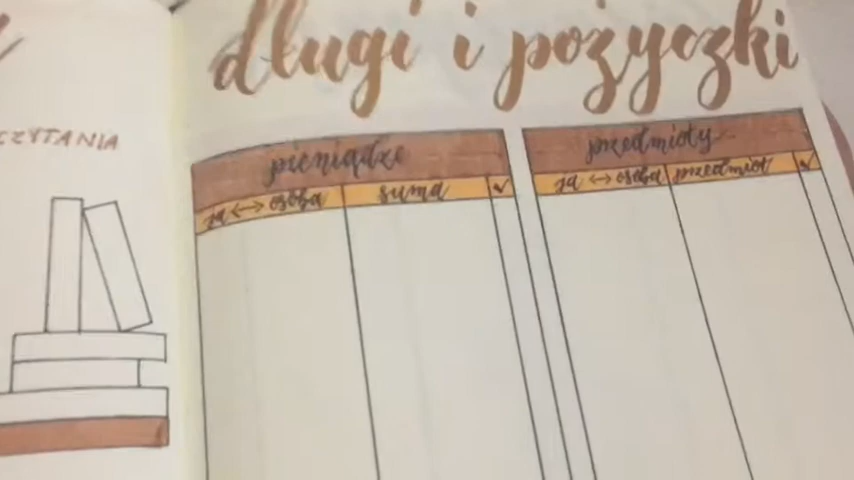 CZYTANIA
długi i pożyczki
pieniądze
ja ↔ osoba suma ✓
przedmioty
ja ↔ osoba przedmiot ✓